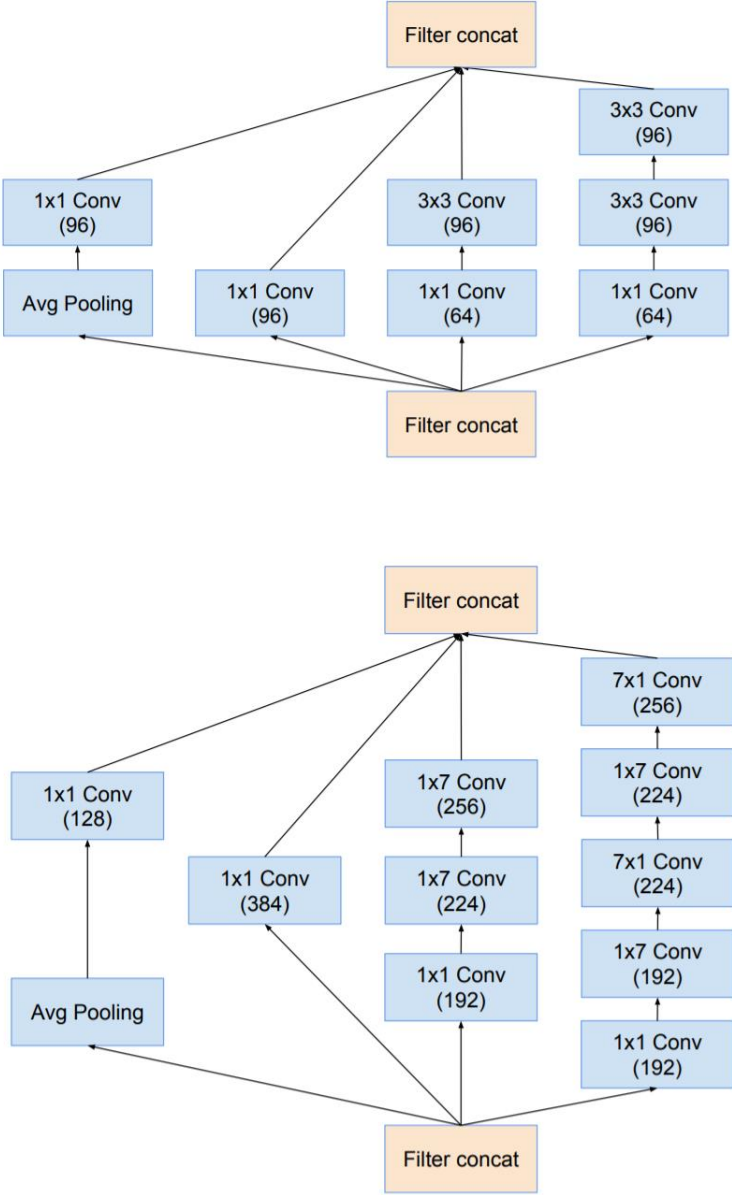 Filter concat
3x3 Conv
(96)
1x1 Conv
(96)
3x3 Conv
(96)
3x3 Conv
(96)
Avg Pooling
1x1 Conv
(96)
1x1 Conv
(64)
1x1 Conv
(64)
Filter concat
Filter concat
7x1 Conv
(256)
1x1 Conv
(128)
1x7 Conv
(256)
1x7 Conv
(224)
1x1 Conv
(384)
1x7 Conv
(224)
7x1 Conv
(224)
1x7 Conv
(192)
Avg Pooling
1x1 Conv
(192)
1x1 Conv
(192)
Filter concat